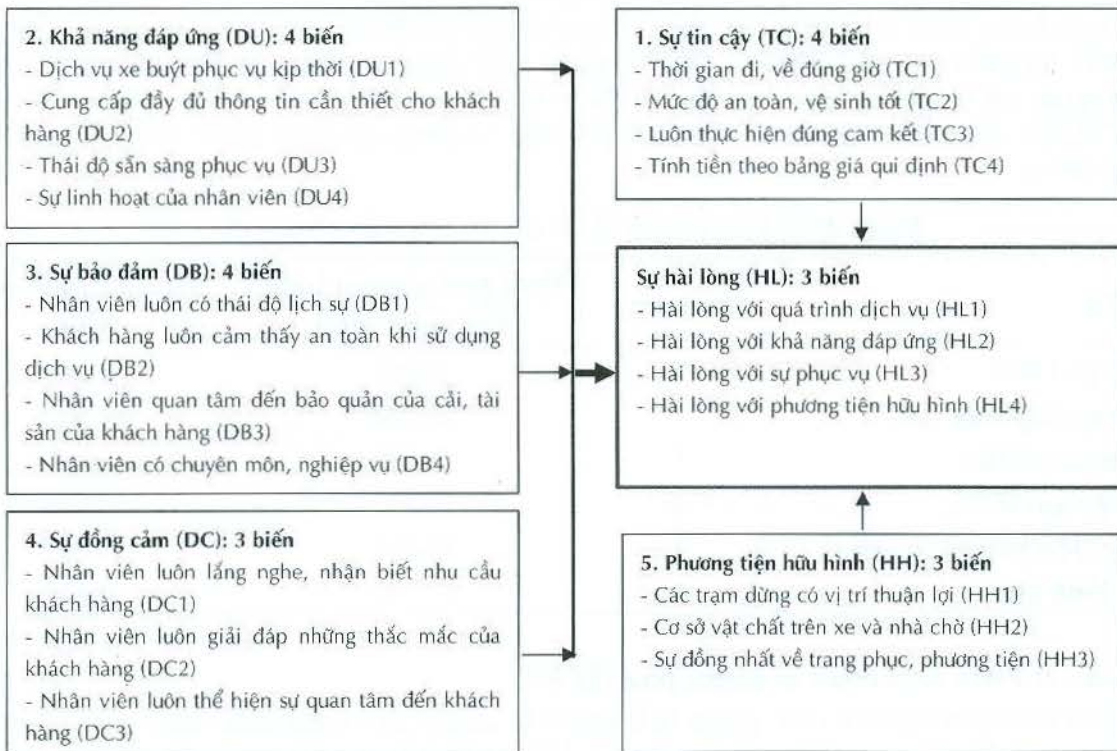 2. Khả năng đáp ứng (DU): 4 biến
- Dịch vụ xe buýt phục vụ kịp thời (DU1)
- Cung cấp đầy đủ thông tin cần thiết cho khách
hàng (DU2)
- Thái độ sẵn sàng phục vụ (DU3)
- Sự linh hoạt của nhân viên (DU4)
1. Sự tin cậy (TC): 4 biến
- Thời gian đi, về đúng giờ (TC1)
- Mức độ an toàn, vệ sinh tốt (TC2)
- Luôn thực hiện đúng cam kết (TC3)
- Tính tiền theo bảng giá qui định (TC4)
3. Sự bảo đảm (DB): 4 biến
- Nhân viên luôn có thái độ lịch sự (DB1)
- Khách hàng luôn cảm thấy an toàn khi sử dụng
dịch vụ (DB2)
- Nhân viên quan tâm đến bảo quản của cải, tài
sản của khách hàng (DB3)
- Nhân viên có chuyên môn, nghiệp vụ (DB4)
Sự hài lòng (HL): 3 biến
- Hài lòng với quá trình dịch vụ (HL1)
- Hài lòng với khả năng đáp ứng (HL2)
- Hài lòng với sự phục vụ (HL3)
- Hài lòng với phương tiện hữu hình (HL4)
4. Sự đồng cảm (DC): 3 biến
- Nhân viên luôn lắng nghe, nhận biết nhu cầu
khách hàng (DC1)
- Nhân viên luôn giải đáp những thắc mắc của
khách hàng (DC2)
- Nhân viên luôn thể hiện sự quan tâm đến khách
hàng (DC3)
5. Phương tiện hữu hình (HH): 3 biến
- Các trạm dừng có vị trí thuận lợi (HH1)
- Cơ sở vật chất trên xe và nhà chờ (HH2)
- Sự đồng nhất về trang phục, phương tiện (HH3)